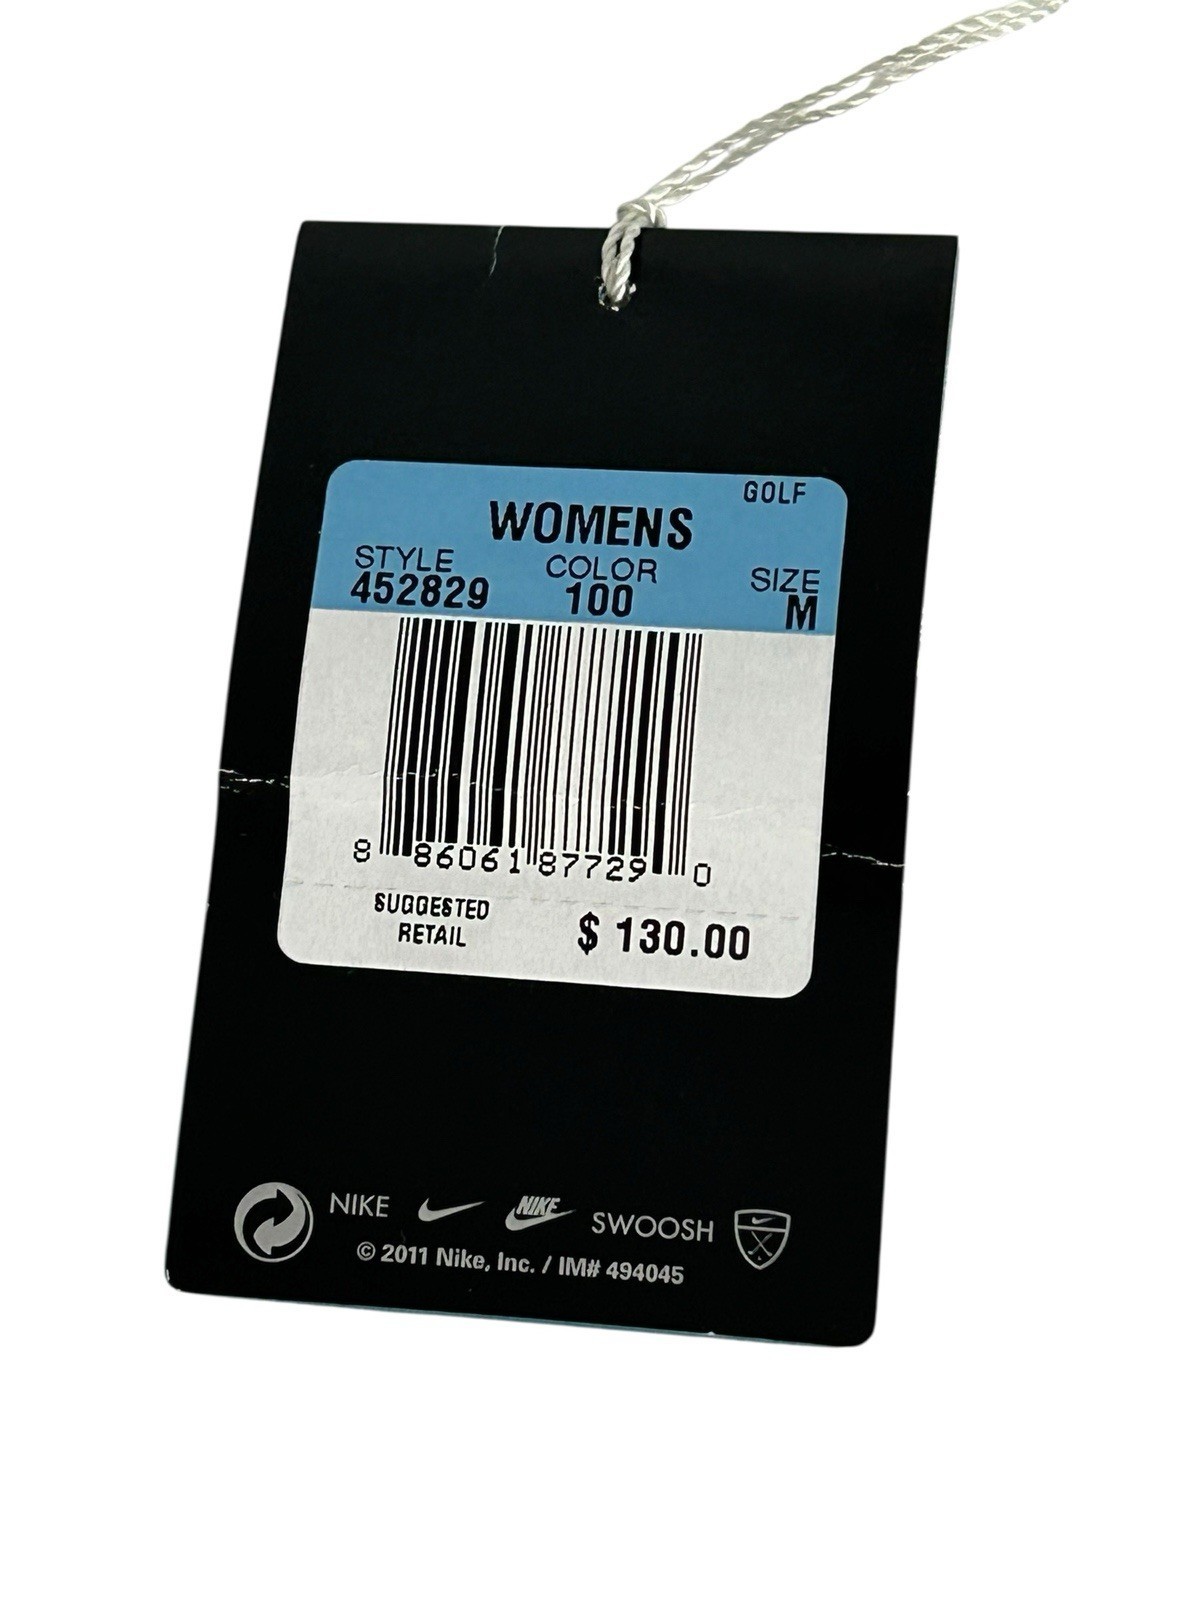 GOLF
WOMENS
STYLE COLOR SIZE
452829 100 M
8 86061 87729 0
SUGGESTED
RETAIL
$ 130.00
NIKE NIKE SWOOSH
© 2011 Nike, Inc. / IM# 494045